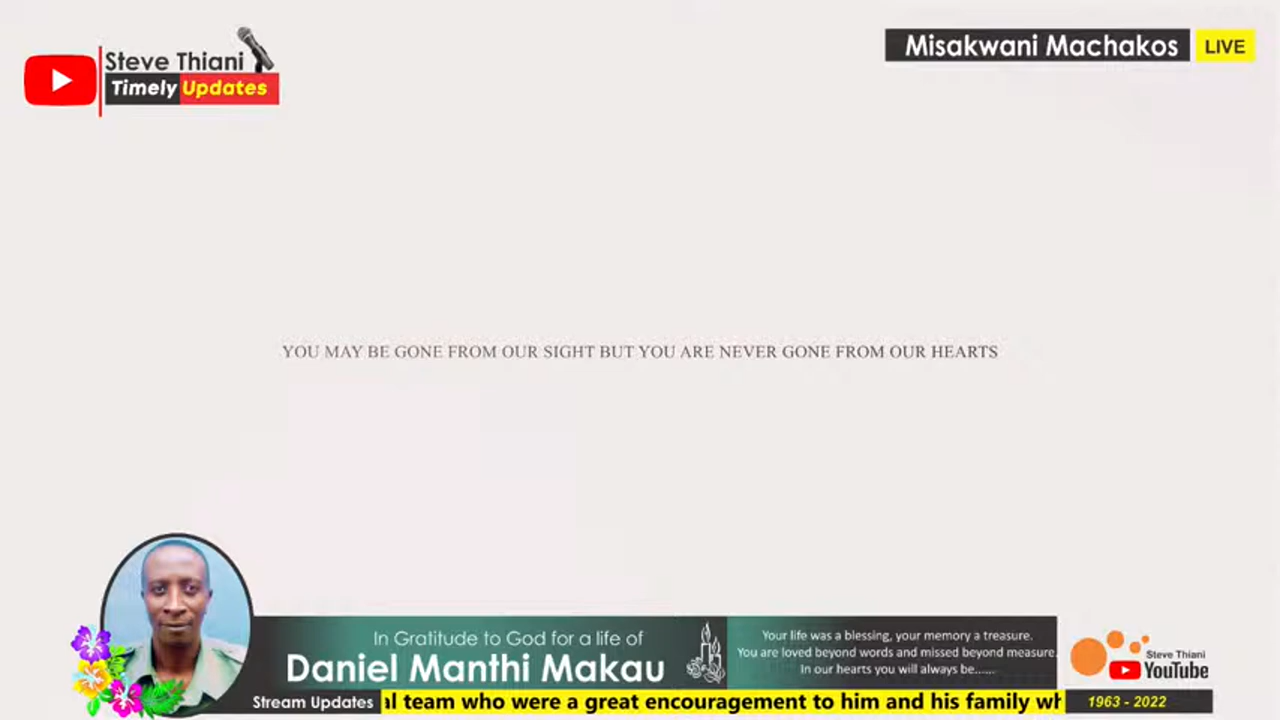 Steve Thiani
Timely Updates
Misakwani Machakos
LIVE
YOU MAY BE GONE FROM OUR SIGHT BUT YOU ARE NEVER GONE FROM OUR HEARTS
In Gratitude to God for a life of
Daniel Manthi Makau
Your life was a blessing, your memory a treasure.
You are loved beyond words and missed beyond measure.
In our hearts you will always be......
Steve Thiani
YouTube
Stream Updates
team who were a great encouragement to him and his family
1963 - 2022